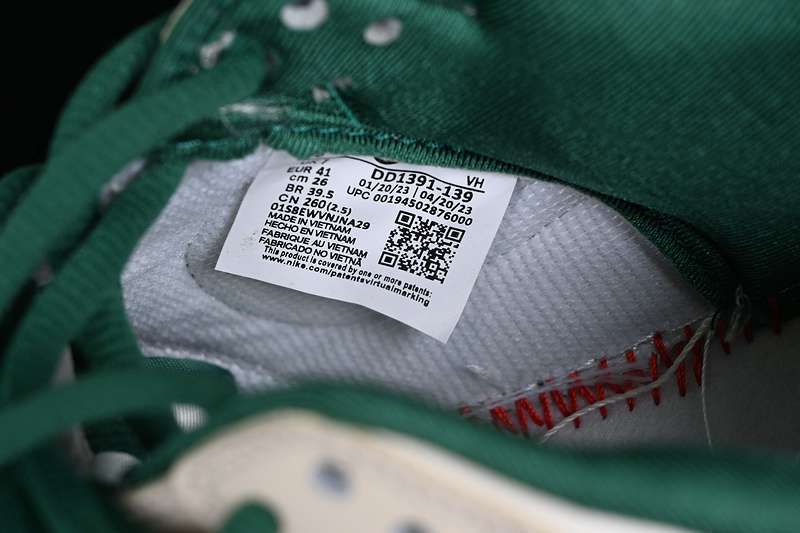 EUR 41
cm 26
BR 39.5
CN 260(2.5)
01SBEWVNJNA29
MADE IN VIETNAM
HECHO EN VIETNAM
FABRIQUE AU VIETNAM
FABRICADO NO VIETNÃ
This product is covered by one or more patents:
www.nike.com/patentsvirtualmarking
VH
DD1391-139
01/20/23 04/20/23
UPC 00194502876000